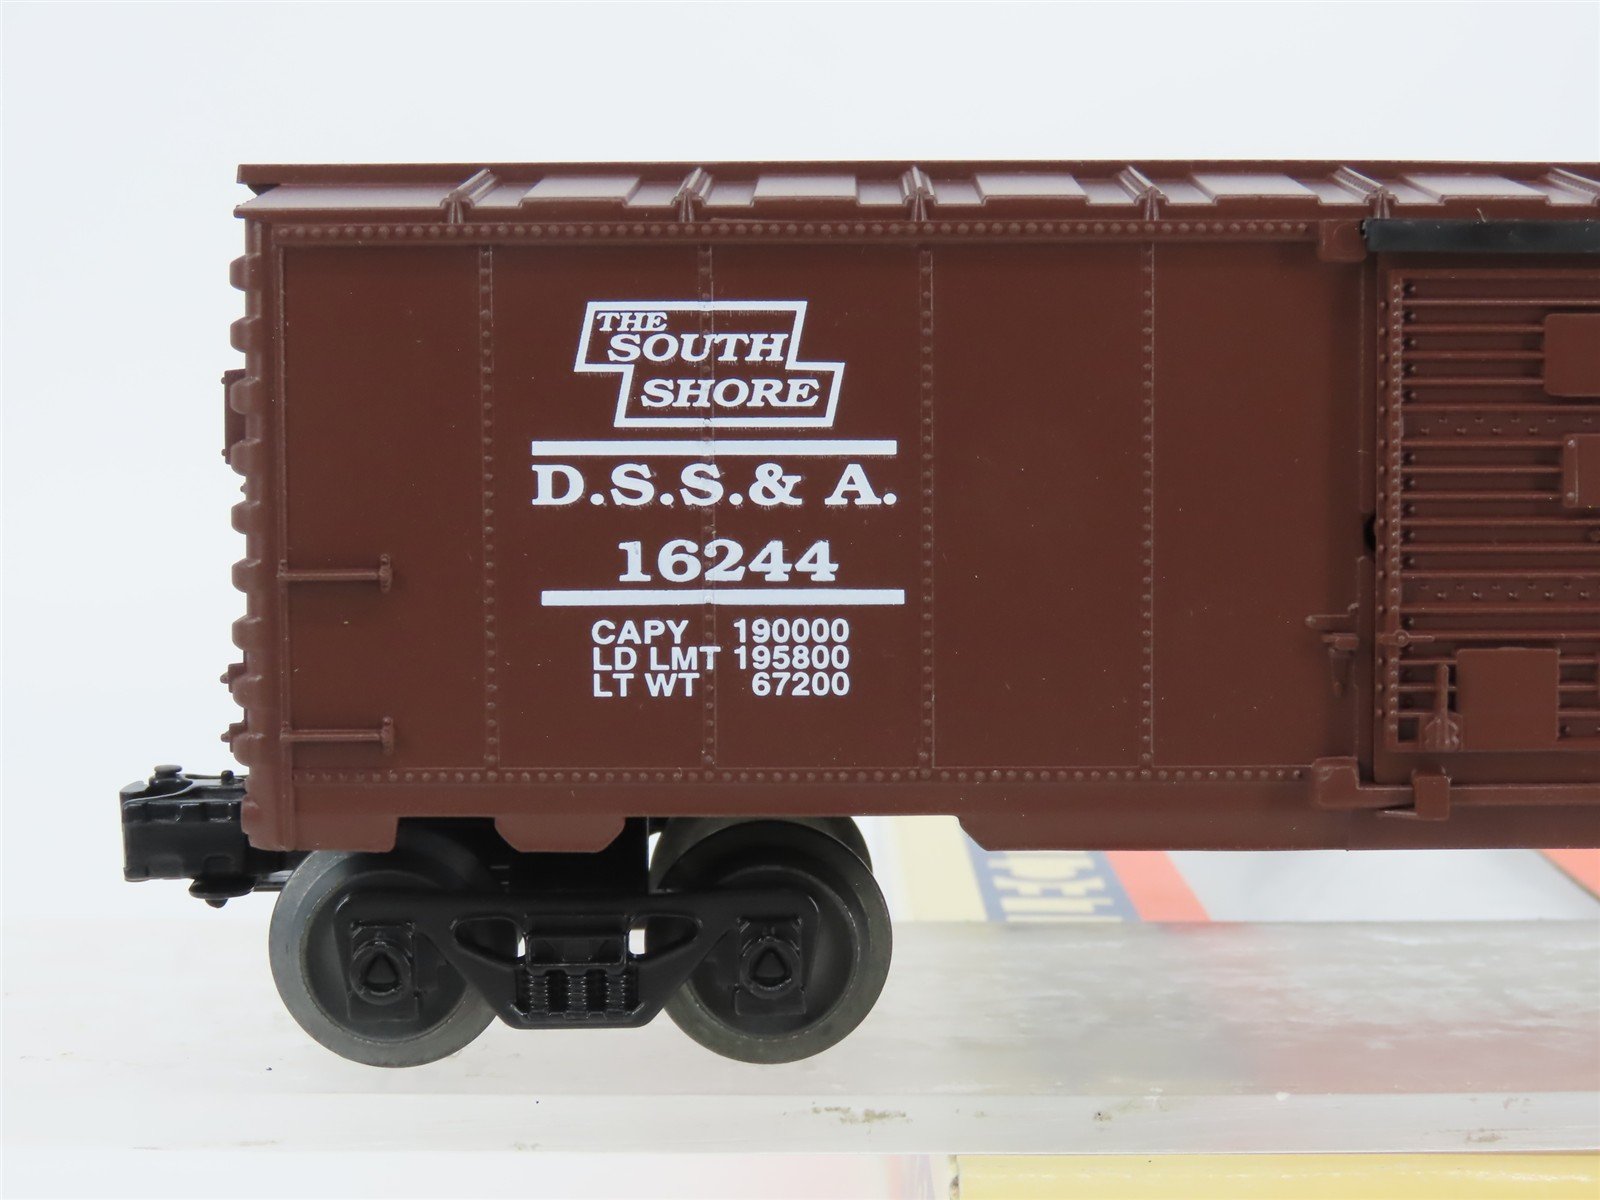 THE
SOUTH
SHORE
D.S.S.& A.
16244
CAPY 190000
LD LMT 195800
LT WT 67200